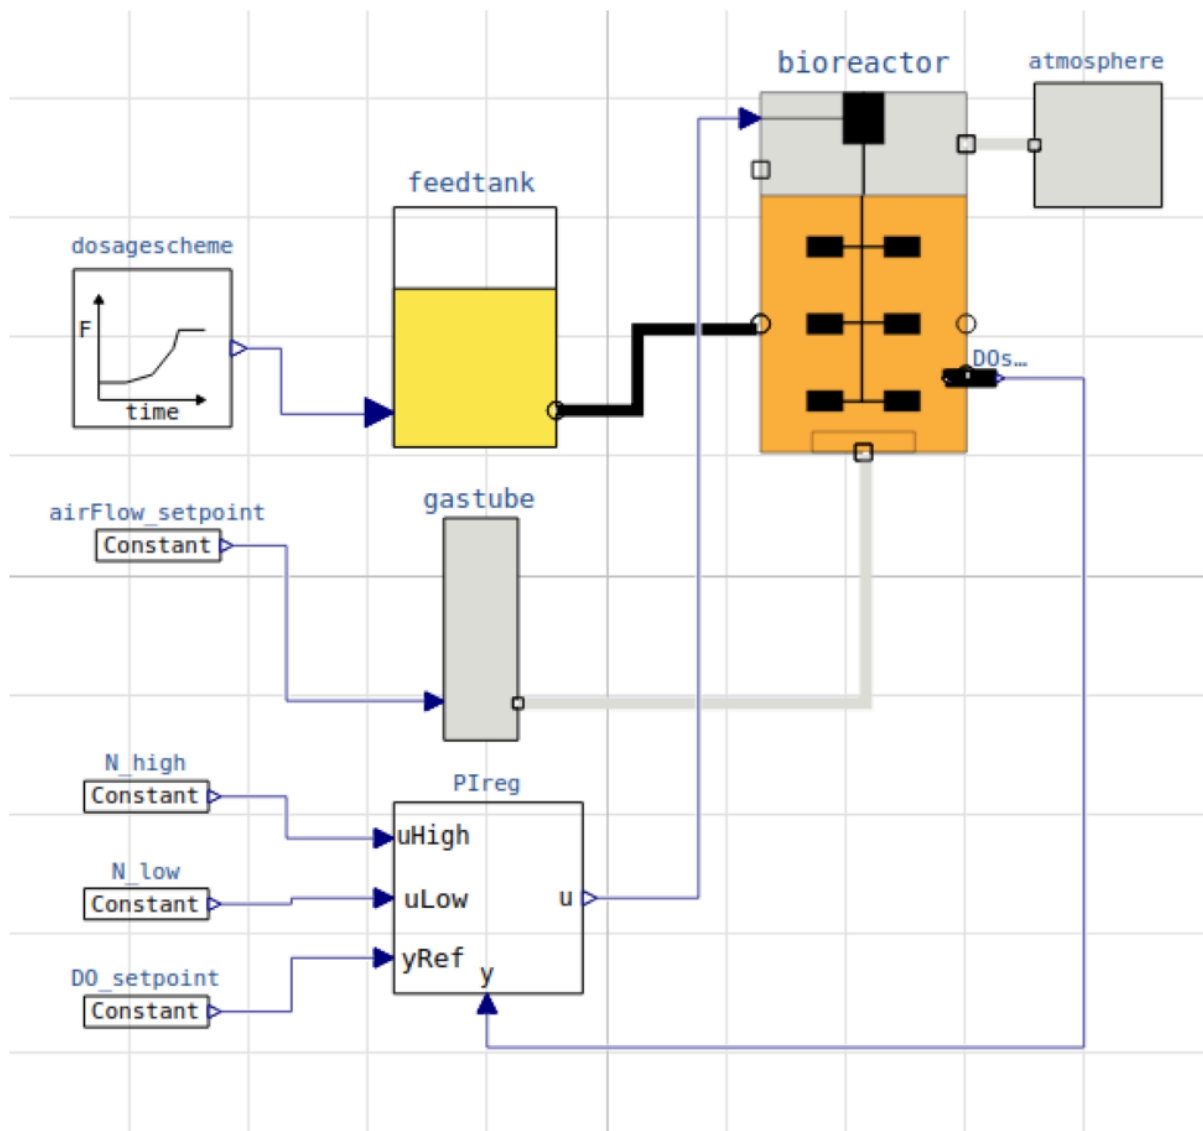 bioreactor
atmosphere
feedtank
dosagescheme
F
time
DOs…
gastube
airFlow_setpoint
Constant
N_high
Constant
PIreg
uHigh
N_low
Constant
uLow
u
DO_setpoint
Constant
yRef
y